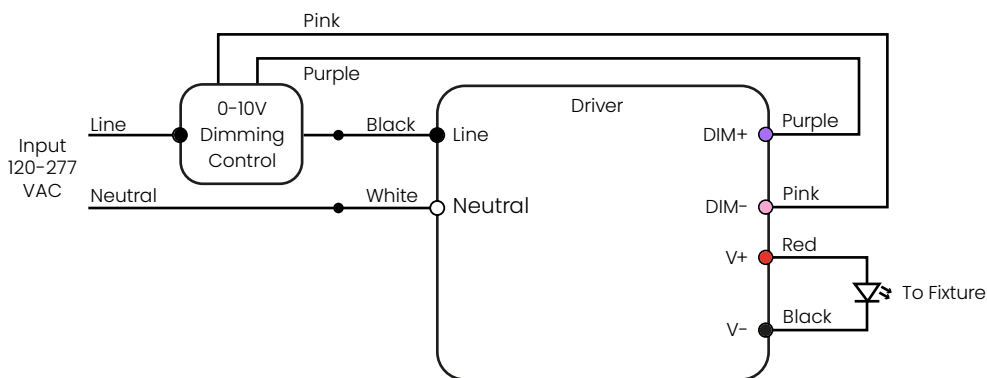 Pink
Purple
Input
120-277
VAC
Line
0-10V
Dimming
Control
Black
Line
Driver
DIM+
Purple
Neutral
White
Neutral
DIM-
Pink
V+
Red
To Fixture
V-
Black